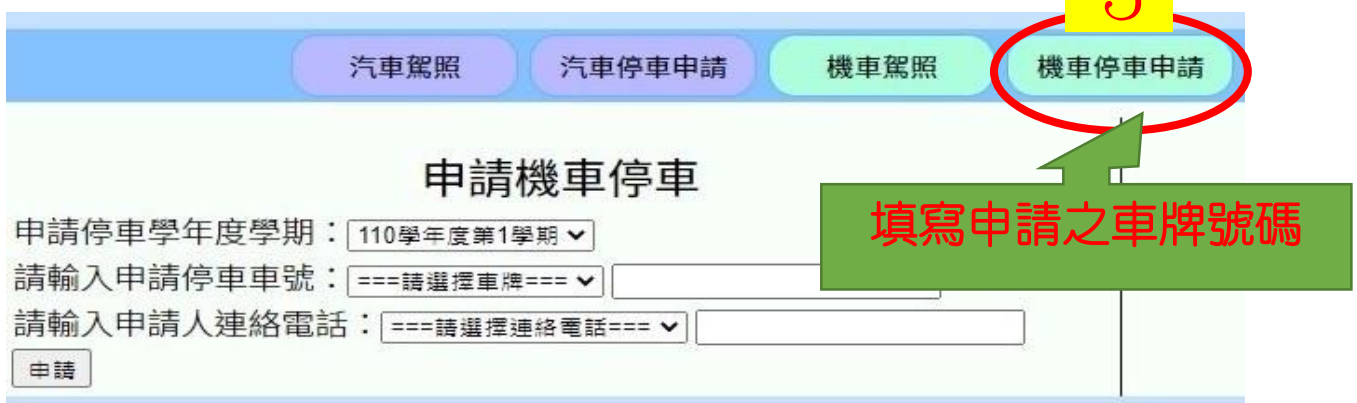 5
汽車駕照 汽車停車申請 機車駕照 機車停車申請
申請機車停車
填寫申請之車牌號碼
申請停車學年度學期：110學年度第1學期
請輸入申請停車車號：===請選擇車牌===
請輸入申請人連絡電話：===請選擇連絡電話===
申請